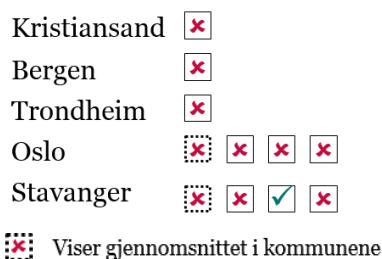 Kristiansand
Bergen
Trondheim
Oslo
Stavanger
Viser gjennomsnittet i kommunene